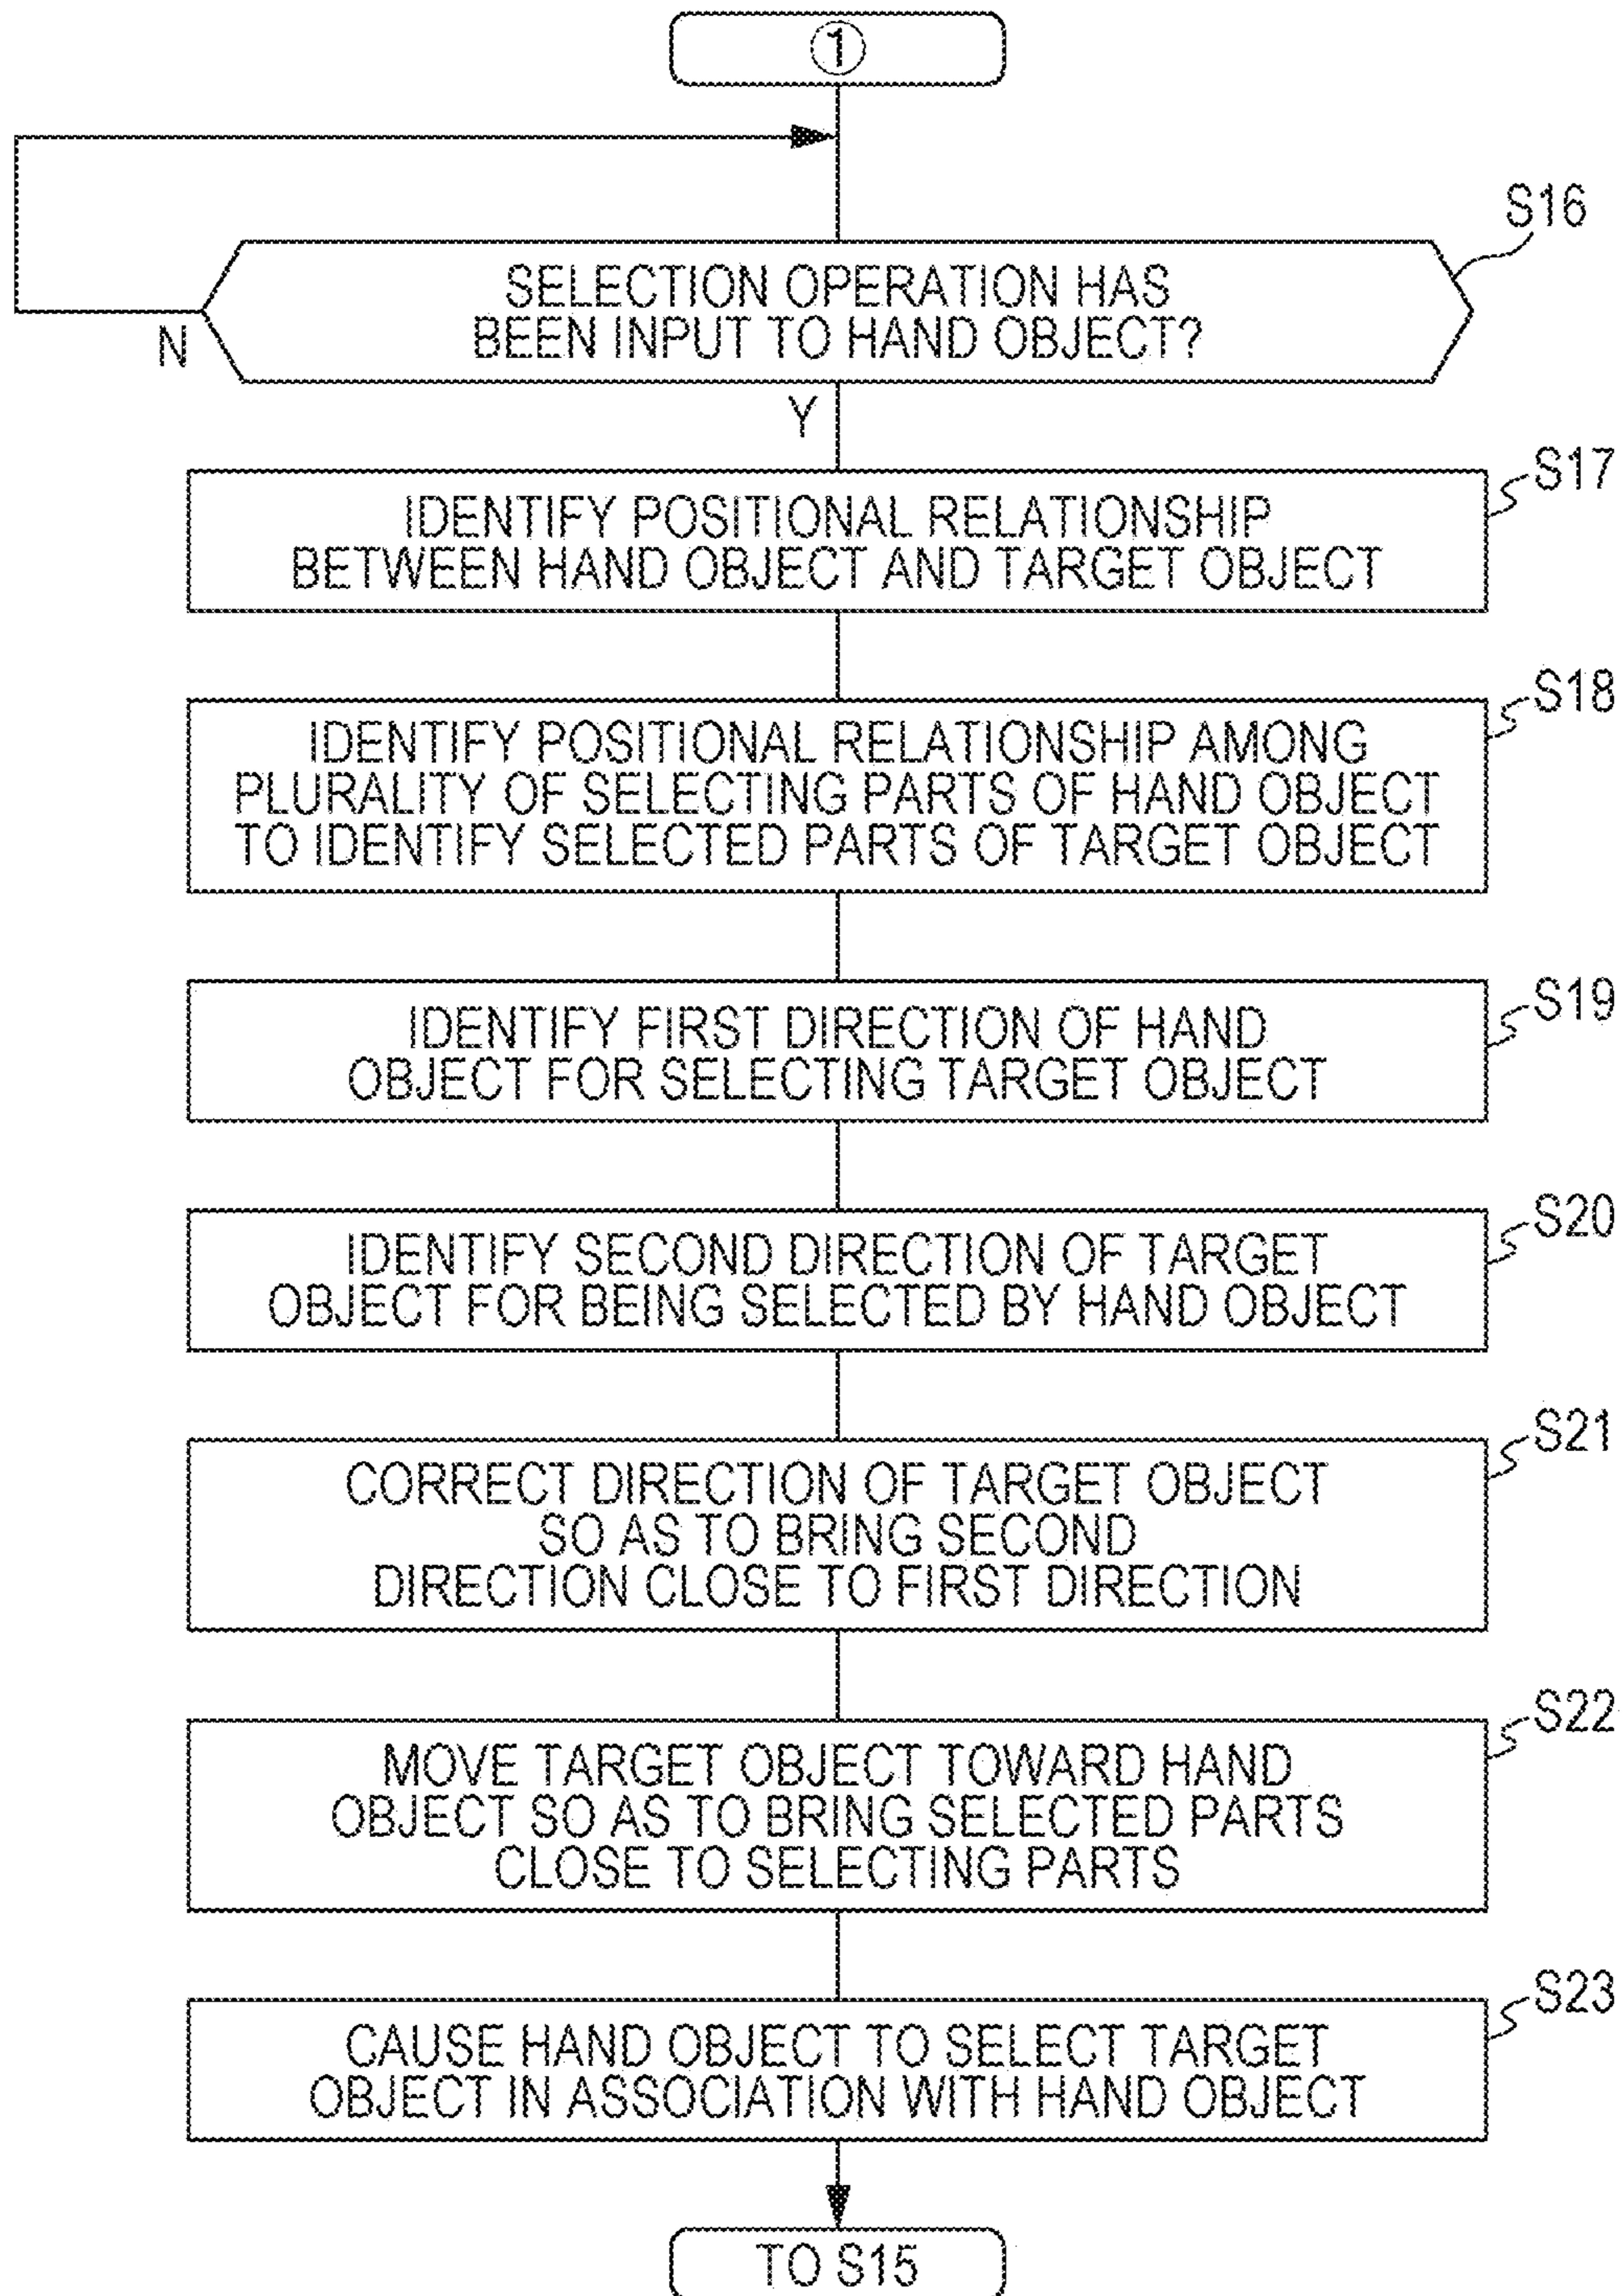 ①
S16
SELECTION OPERATION HAS
BEEN INPUT TO HAND OBJECT?
N
Y
S17
IDENTIFY POSITIONAL RELATIONSHIP
BETWEEN HAND OBJECT AND TARGET OBJECT
S18
IDENTIFY POSITIONAL RELATIONSHIP AMONG
PLURALITY OF SELECTING PARTS OF HAND OBJECT
TO IDENTIFY SELECTED PARTS OF TARGET OBJECT
S19
IDENTIFY FIRST DIRECTION OF HAND
OBJECT FOR SELECTING TARGET OBJECT
S20
IDENTIFY SECOND DIRECTION OF TARGET
OBJECT FOR BEING SELECTED BY HAND OBJECT
S21
CORRECT DIRECTION OF TARGET OBJECT
SO AS TO BRING SECOND
DIRECTION CLOSE TO FIRST DIRECTION
S22
MOVE TARGET OBJECT TOWARD HAND
OBJECT SO AS TO BRING SELECTED PARTS
CLOSE TO SELECTING PARTS
S23
CAUSE HAND OBJECT TO SELECT TARGET
OBJECT IN ASSOCIATION WITH HAND OBJECT
TO S15